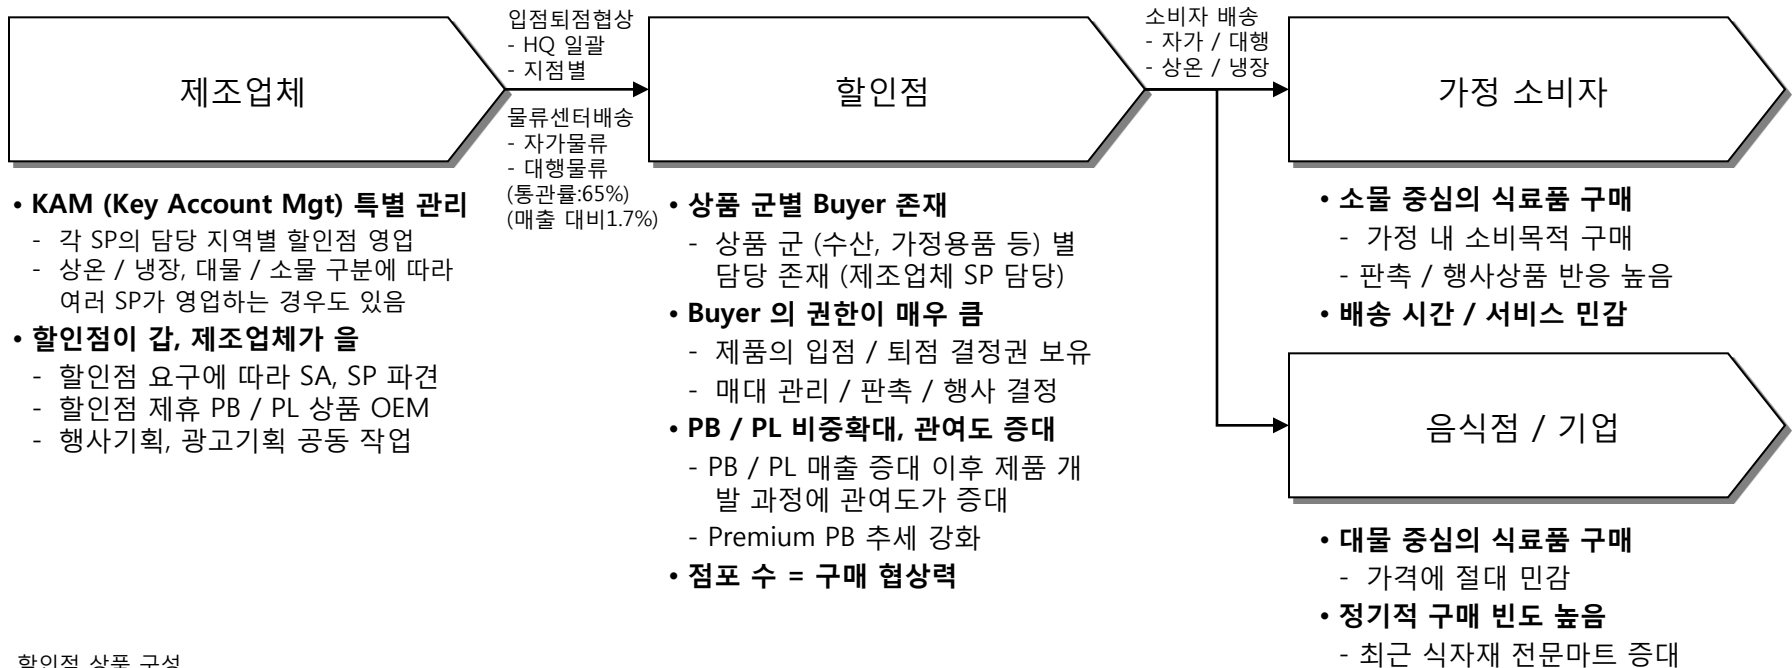 제조업체
입점퇴점협상
- HQ 일괄
- 지점별
물류센터배송
- 자가물류
- 대행물류
(통관률:65%)
(매출 대비1.7%)
할인점
소비자 배송
- 자가 / 대행
- 상온 / 냉장
가정 소비자
• KAM (Key Account Mgt) 특별 관리
- 각 SP의 담당 지역별 할인점 영업
- 상온 / 냉장, 대물 / 소물 구분에 따라
여러 SP가 영업하는 경우도 있음
• 할인점이 갑, 제조업체가 을
- 할인점 요구에 따라 SA, SP 파견
- 할인점 제휴 PB / PL 상품 OEM
- 행사기획, 광고기획 공동 작업
• 상품 군별 Buyer 존재
- 상품 군 (수산, 가정용품 등) 별
담당 존재 (제조업체 SP 담당)
• Buyer 의 권한이 매우 큼
- 제품의 입점 / 퇴점 결정권 보유
- 매대 관리 / 판촉 / 행사 결정
• PB / PL 비중확대, 관여도 증대
- PB / PL 매출 증대 이후 제품 개
발 과정에 관여도가 증대
- Premium PB 추세 강화
• 점포 수 = 구매 협상력
• 소물 중심의 식료품 구매
- 가정 내 소비목적 구매
- 판촉 / 행사상품 반응 높음
• 배송 시간 / 서비스 민감
음식점 / 기업
• 대물 중심의 식료품 구매
- 가격에 절대 민감
• 정기적 구매 빈도 높음
- 최근 식자재 전문마트 증대
할인점 상품 구성